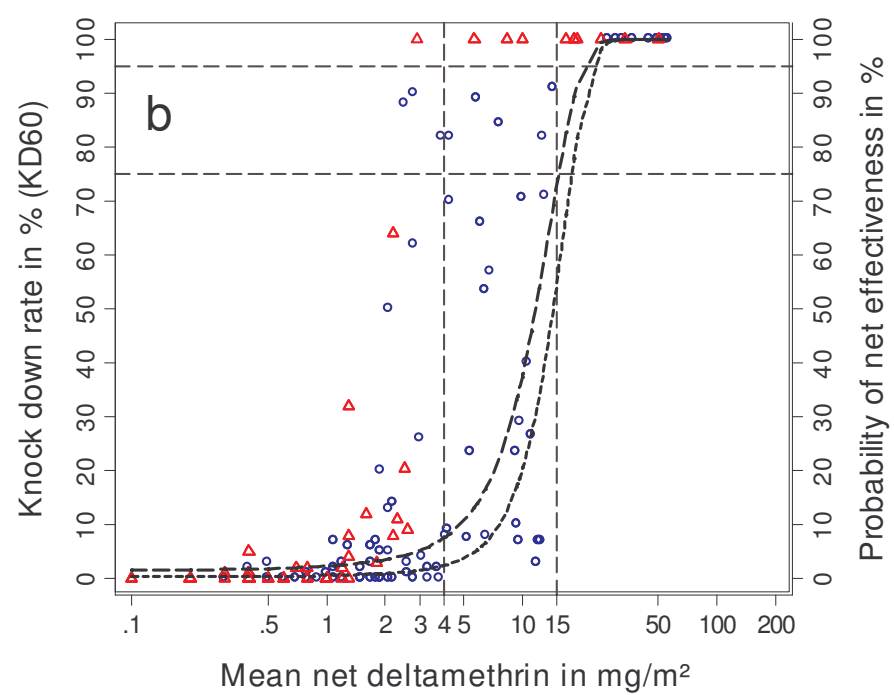 b
Knock down rate in % (KD60)
0 10 20 30 40 50 60 70 80 90 100
Probability of net effectiveness in %
0 10 20 30 40 50 60 70 80 90 100
.1 .5 1 2 3 4 5 10 15 50 100 200
Mean net deltamethrin in mg/m²